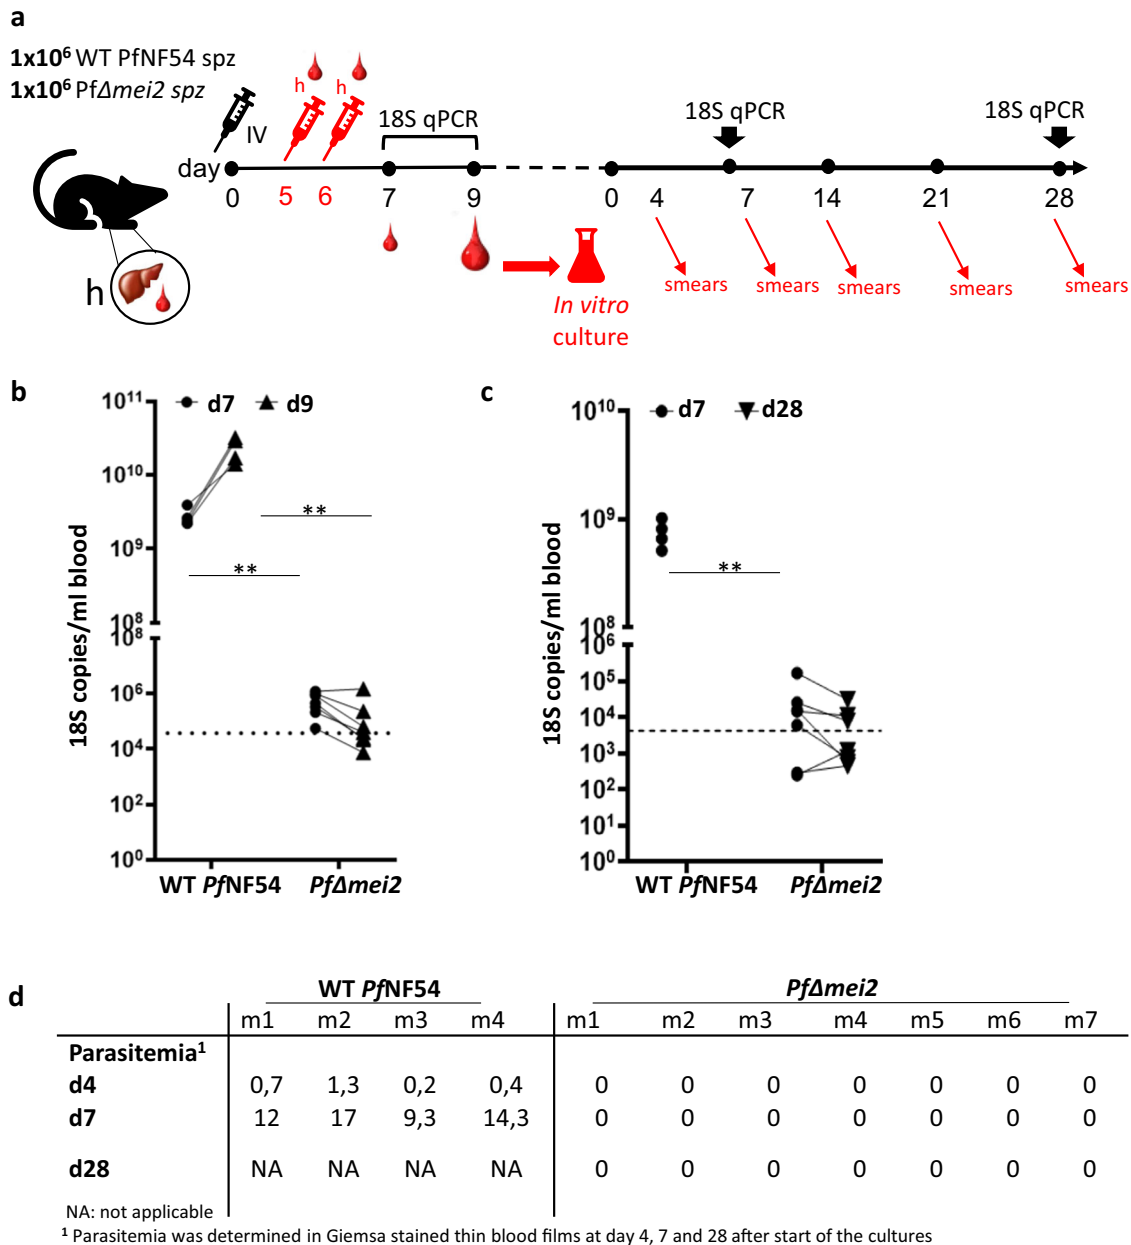 a
1x10⁶ WT PfNF54 spz
1x10⁶ PfΔmei2 spz
IV
h h
18S qPCR 18S qPCR 18S qPCR
day
0 5 6 7 9 0 4 7 14 21 28
smears smears smears smears smears
h
In vitro
culture
b
d7 d9
10¹¹
10¹⁰
10⁹
10⁸
10⁸
10⁶
10⁴
10²
10⁰
18S copies/ml blood
**
**
WT PfNF54 PfΔmei2
c
d7 d28
10¹⁰
10⁹
10⁸
10⁶
10⁵
10⁴
10³
10²
10¹
10⁰
18S copies/ml blood
**
WT PfNF54 PfΔmei2
d
WT PfNF54 PfΔmei2
m1 m2 m3 m4 m1 m2 m3 m4 m5 m6 m7
Parasitemia¹
d4 0,7 1,3 0,2 0,4 0 0 0 0 0 0 0
d7 12 17 9,3 14,3 0 0 0 0 0 0 0
d28 NA NA NA NA 0 0 0 0 0 0 0
NA: not applicable
¹ Parasitemia was determined in Giemsa stained thin blood films at day 4, 7 and 28 after start of the cultures